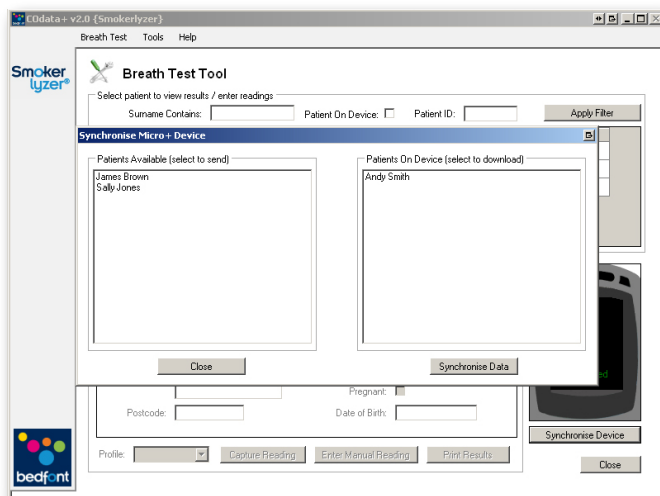 COdata+ v2.0 {Smokerlyzer}
Breath Test Tools Help
Smoker
lyzer®
Breath Test Tool
Select patient to view results / enter readings
Surname Contains: Patient On Device: Patient ID: Apply Filter
Synchronise Micro+ Device
Patients Available (select to send) Patients On Device (select to download)
James Brown Andy Smith
Sally Jones
Close Synchronise Data
Pregnant:
Postcode: Date of Birth:
Synchronise Device
Profile: Capture Reading Enter Manual Reading Print Results
Close
bedfont